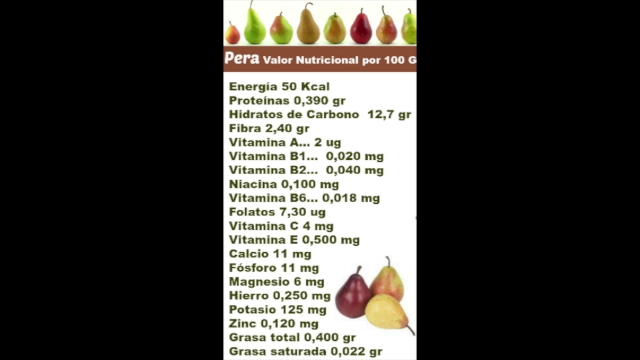 Pera Valor Nutricional por 100 G
Energía 50 Kcal
Proteínas 0,390 gr
Hidratos de Carbono 12,7 gr
Fibra 2,40 gr
Vitamina A... 2 ug
Vitamina B1... 0,020 mg
Vitamina B2... 0,040 mg
Niacina 0,100 mg
Vitamina B6... 0,018 mg
Folatos 7,30 ug
Vitamina C 4 mg
Vitamina E 0,500 mg
Calcio 11 mg
Fósforo 11 mg
Magnesio 6 mg
Hierro 0,250 mg
Potasio 125 mg
Zinc 0,120 mg
Grasa total 0,400 gr
Grasa saturada 0,022 gr